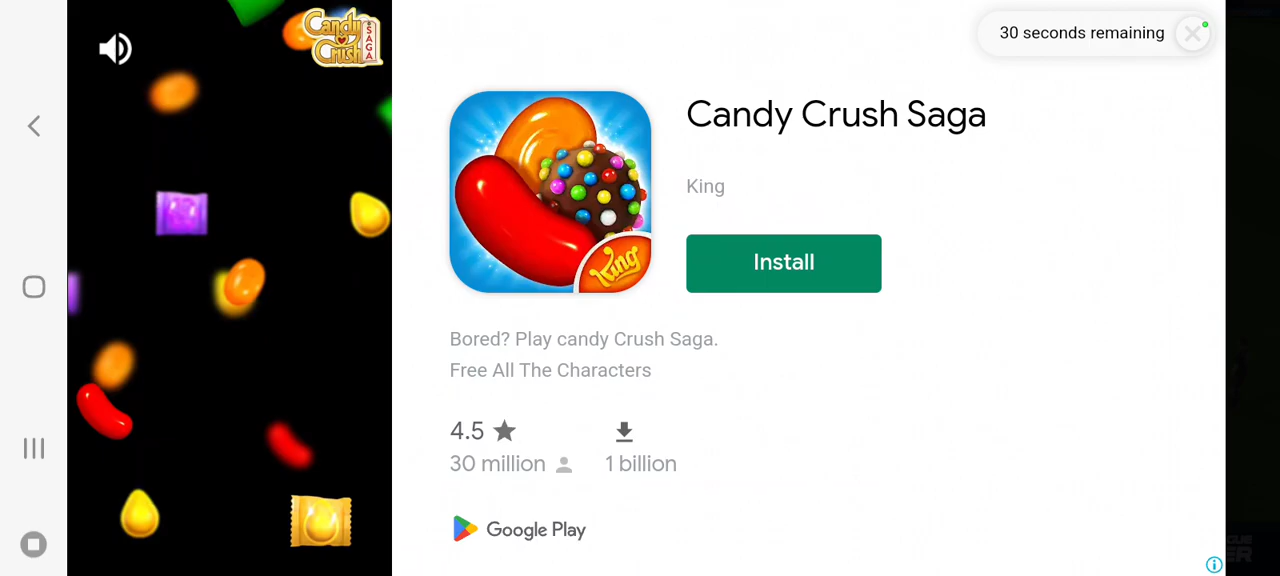 Candy Crush SAGA
30 seconds remaining
Candy Crush Saga
King
King
Install
Bored? Play candy Crush Saga.
Free All The Characters
4.5
30 million
1 billion
Google Play